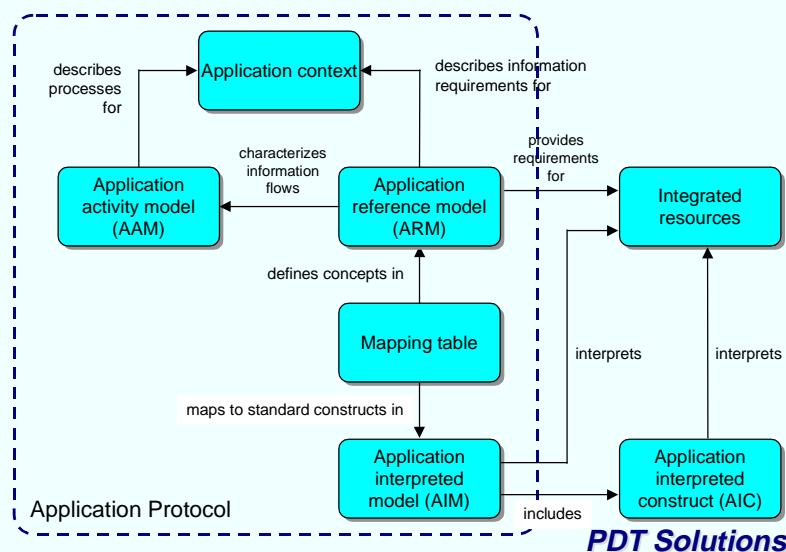 Application context
describes
processes
for
describes information
requirements for
characterizes
information
flows
provides
requirements
for
Application
activity model
(AAM)
Application
reference model
(ARM)
Integrated
resources
defines concepts in
Mapping table
interprets
interprets
maps to standard constructs in
Application
interpreted
model (AIM)
Application
interpreted
construct (AIC)
includes
Application Protocol
PDT Solutions